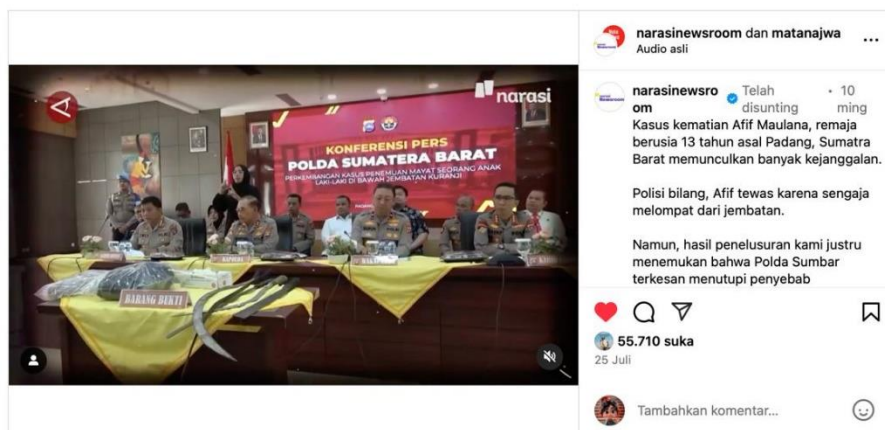 narasi
KONFERENSI PERS
POLDA SUMATERA BARAT
PERKEMBANGAN KASUS PENEMUAN MAYAT SEORANG ANAK
LAKI-LAKI DI BAWAH JEMBATAN KURANJI
BARANG BUKTI
narasinewsroom dan matanajwa
Audio asli
narasinewsro
om
Telah
disunting
• 10
ming
Kasus kematian Afif Maulana, remaja
berusia 13 tahun asal Padang, Sumatra
Barat memunculkan banyak kejanggalan.
Polisi bilang, Afif tewas karena sengaja
melompat dari jembatan.
Namun, hasil penelusuran kami justru
menemukan bahwa Polda Sumbar
terkesan menutupi penyebab
55.710 suka
25 Juli
Tambahkan komentar...